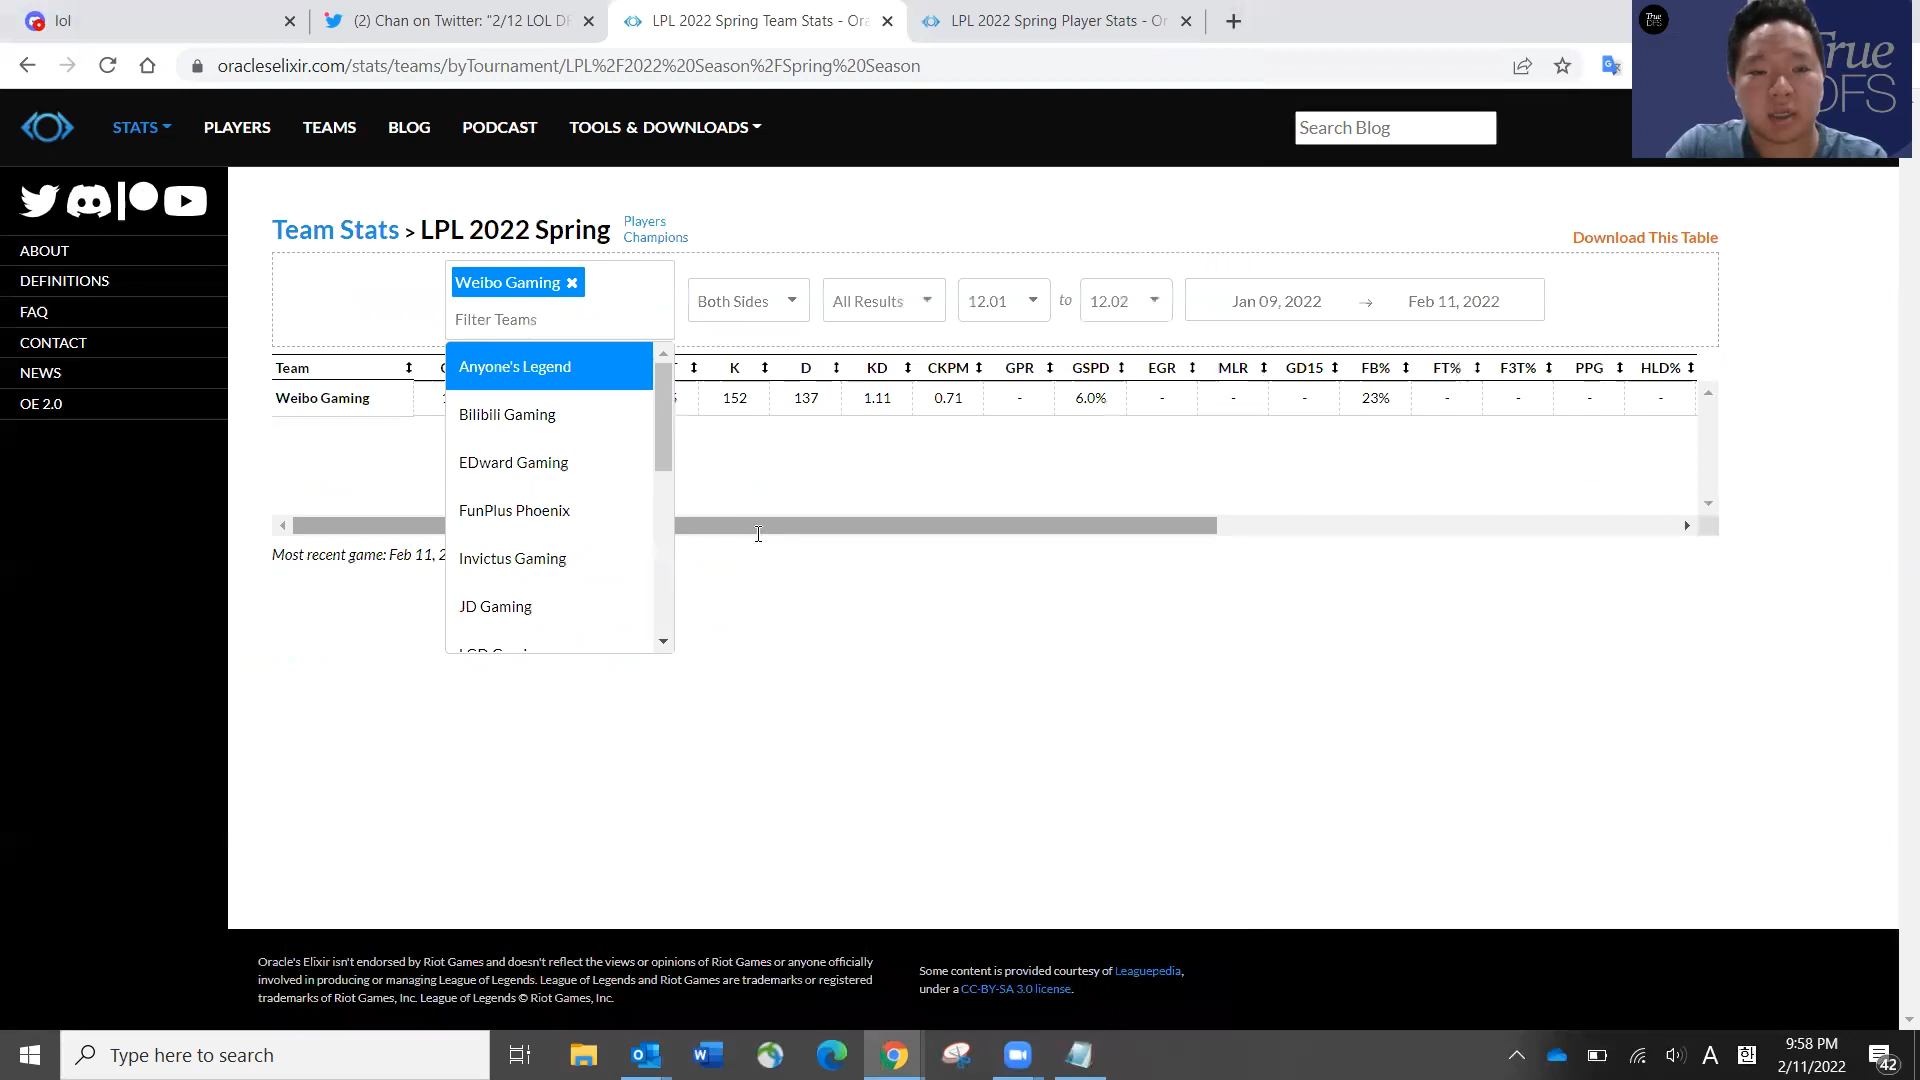 lol
(2) Chan on Twitter: "2/12 LOL DF
LPL 2022 Spring Team Stats - Ora
LPL 2022 Spring Player Stats - Or
oracleselixir.com/stats/teams/byTournament/LPL%2F2022%20Season%2FSpring%20Season
True
DFS
True
DFS
STATS
PLAYERS
TEAMS
BLOG
PODCAST
TOOLS & DOWNLOADS
Search Blog
ABOUT
DEFINITIONS
FAQ
CONTACT
NEWS
OE 2.0
Team Stats > LPL 2022 Spring
Players
Champions
Download This Table
Weibo Gaming
Filter Teams
Both Sides
All Results
12.01
to
12.02
Jan 09, 2022 → Feb 11, 2022
Team K D KD CKPM GPR GSPD EGR MLR GD15 FB% FT% F3T% PPG HLD%
Weibo Gaming 152 137 1.11 0.71 - 6.0% - - - 23% - - - -
Anyone's Legend
Bilibili Gaming
EDward Gaming
FunPlus Phoenix
Invictus Gaming
JD Gaming
Most recent game: Feb 11, 2
Oracle's Elixir isn't endorsed by Riot Games and doesn't reflect the views or opinions of Riot Games or anyone officially
involved in producing or managing League of Legends. League of Legends and Riot Games are trademarks or registered
trademarks of Riot Games, Inc. League of Legends © Riot Games, Inc.
Some content is provided courtesy of Leaguepedia,
under a CC-BY-SA 3.0 license.
Type here to search
A
한
9:58 PM
2/11/2022
42